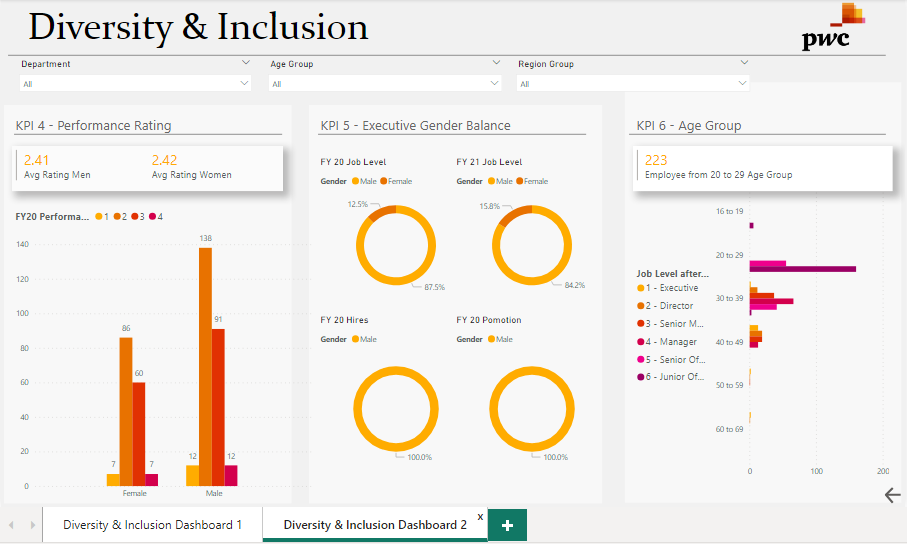 Diversity & Inclusion
pwc
Department
Age Group
Region Group
All
All
All
KPI 4 - Performance Rating
2.41
Avg Rating Men
2.42
Avg Rating Women
FY20 Performa... 1 2 3 4
140
120
100
80
60
40
20
0
7
86
60
7
12
138
91
12
Female
Male
KPI 5 - Executive Gender Balance
FY 20 Job Level
Gender Male Female
12.5%
87.5%
FY 21 Job Level
Gender Male Female
15.8%
84.2%
FY 20 Hires
Gender Male
100.0%
FY 20 Pomotion
Gender Male
100.0%
KPI 6 - Age Group
223
Employee from 20 to 29 Age Group
Job Level after...
1 - Executive
2 - Director
3 - Senior M...
4 - Manager
5 - Senior Of...
6 - Junior Of...
16 to 19
20 to 29
30 to 39
40 to 49
50 to 59
60 to 69
0
100
200
Diversity & Inclusion Dashboard 1
Diversity & Inclusion Dashboard 2
x
+